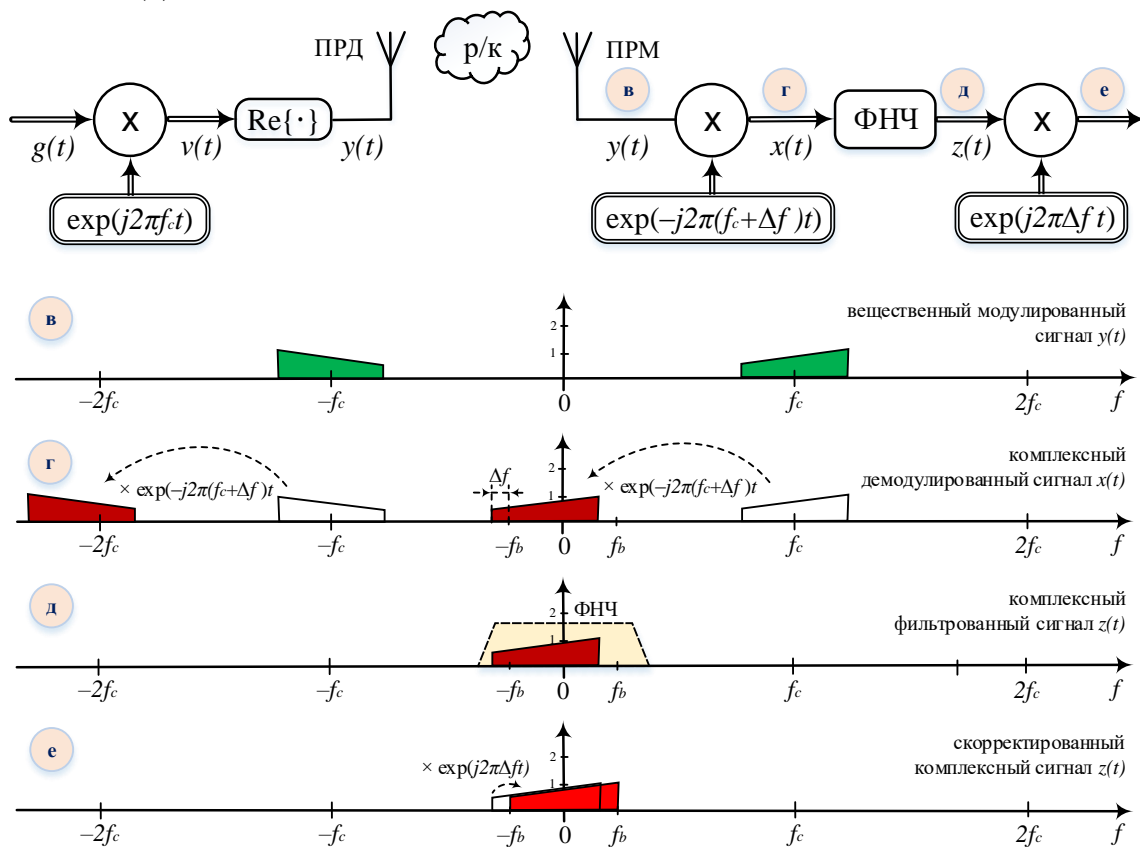 ПРД
р/к
ПРМ
в
г
д
е
X
Re{·}
X
ФНЧ
X
g(t)
v(t)
y(t)
y(t)
x(t)
z(t)
exp(j2πfct)
exp(−j2π(fc+Δf)t)
exp(j2πΔft)
в
вещественный модулированный
сигнал y(t)
2
1
−2fc
−fc
0
fc
2fc
f
г
комплексный
демодулированный сигнал x(t)
× exp(−j2π(fc+Δf)t
Δf
× exp(−j2π(fc+Δf)t
2
1
−2fc
−fc
−fb
0
fb
fc
2fc
f
д
ФНЧ
комплексный
фильтрованный сигнал z(t)
2
1
−2fc
−fc
−fb
0
fb
fc
2fc
f
е
скорректированный
комплексный сигнал z(t)
× exp(j2πΔft)
2
1
−2fc
−fc
−fb
0
fb
fc
2fc
f